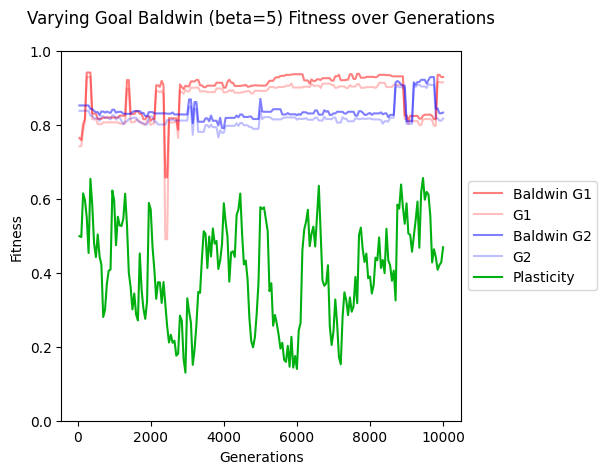 Varying Goal Baldwin (beta=5) Fitness over Generations
1.0
0.8
0.6
0.4
0.2
0.0
Fitness
0
2000
4000
6000
8000
10000
Generations
Baldwin G1
G1
Baldwin G2
G2
Plasticity